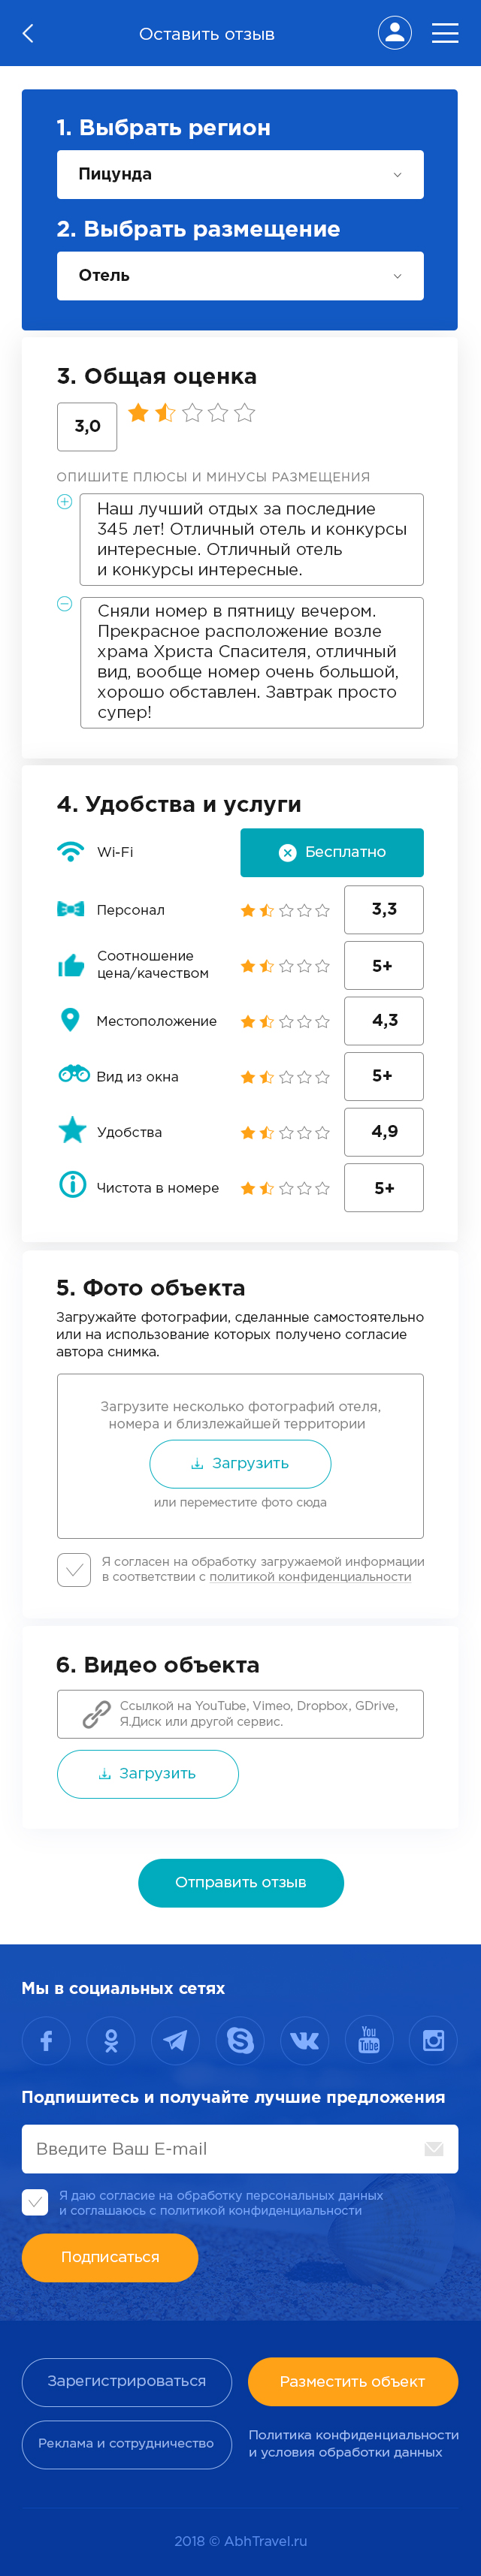 Оставить отзыв
1. Выбрать регион
Пицунда
2. Выбрать размещение
Отель
3. Общая оценка
3,0
ОПИШИТЕ ПЛЮСЫ И МИНУСЫ РАЗМЕЩЕНИЯ
Наш лучший отдых за последние
345 лет! Отличный отель и конкурсы
интересные. Отличный отель
и конкурсы интересные.
Сняли номер в пятницу вечером.
Прекрасное расположение возле
храма Христа Спасителя, отличный
вид, вообще номер очень большой,
хорошо обставлен. Завтрак просто
супер!
4. Удобства и услуги
Wi-Fi
Бесплатно
Персонал
3,3
Соотношение
цена/качеством
5+
Местоположение
4,3
Вид из окна
5+
Удобства
4,9
Чистота в номере
5+
5. Фото объекта
Загружайте фотографии, сделанные самостоятельно
или на использование которых получено согласие
автора снимка.
Загрузите несколько фотографий отеля,
номера и близлежайшей территории
Загрузить
или переместите фото сюда
Я согласен на обработку загружаемой информации
в соответствии с политикой конфиденциальности
6. Видео объекта
Ссылкой на YouTube, Vimeo, Dropbox, GDrive,
Я.Диск или другой сервис.
Загрузить
Отправить отзыв
Мы в социальных сетях
You
Tube
Подпишитесь и получайте лучшие предложения
Введите Ваш E-mail
Я даю согласие на обработку персональных данных
и соглашаюсь с политикой конфиденциальности
Подписаться
Зарегистрироваться
Разместить объект
Реклама и сотрудничество
Политика конфиденциальности
и условия обработки данных
2018 © AbhTravel.ru